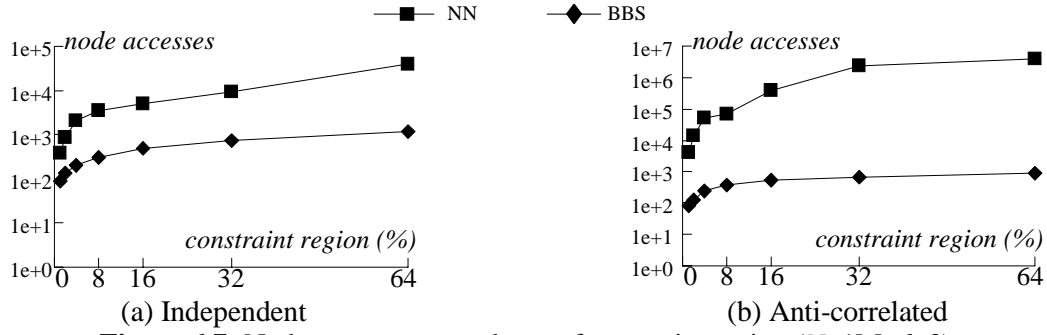 NN BBS
node accesses
1e+5
1e+4
1e+3
1e+2
1e+1
1e+0
constraint region (%)
0 8 16 32 64
(a) Independent
node accesses
1e+7
1e+6
1e+5
1e+4
1e+3
1e+2
1e+1
1e+0
constraint region (%)
0 8 16 32 64
(b) Anti-correlated